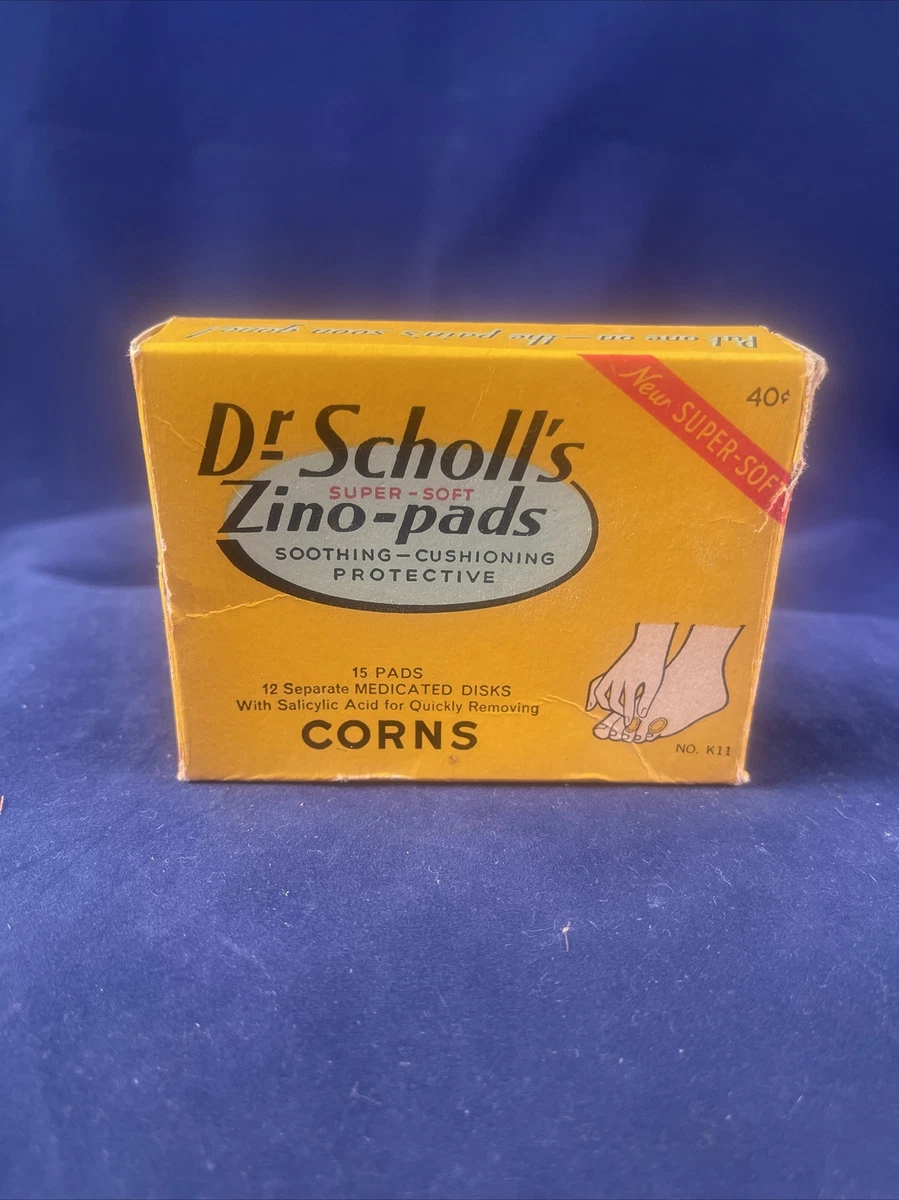 Put one on — the pain's soon gone!
New SUPER-SOFT
40¢
Dr Scholl's
SUPER-SOFT
Zino-pads
SOOTHING—CUSHIONING
PROTECTIVE
15 PADS
12 Separate MEDICATED DISKS
With Salicylic Acid for Quickly Removing
CORNS
NO. K11